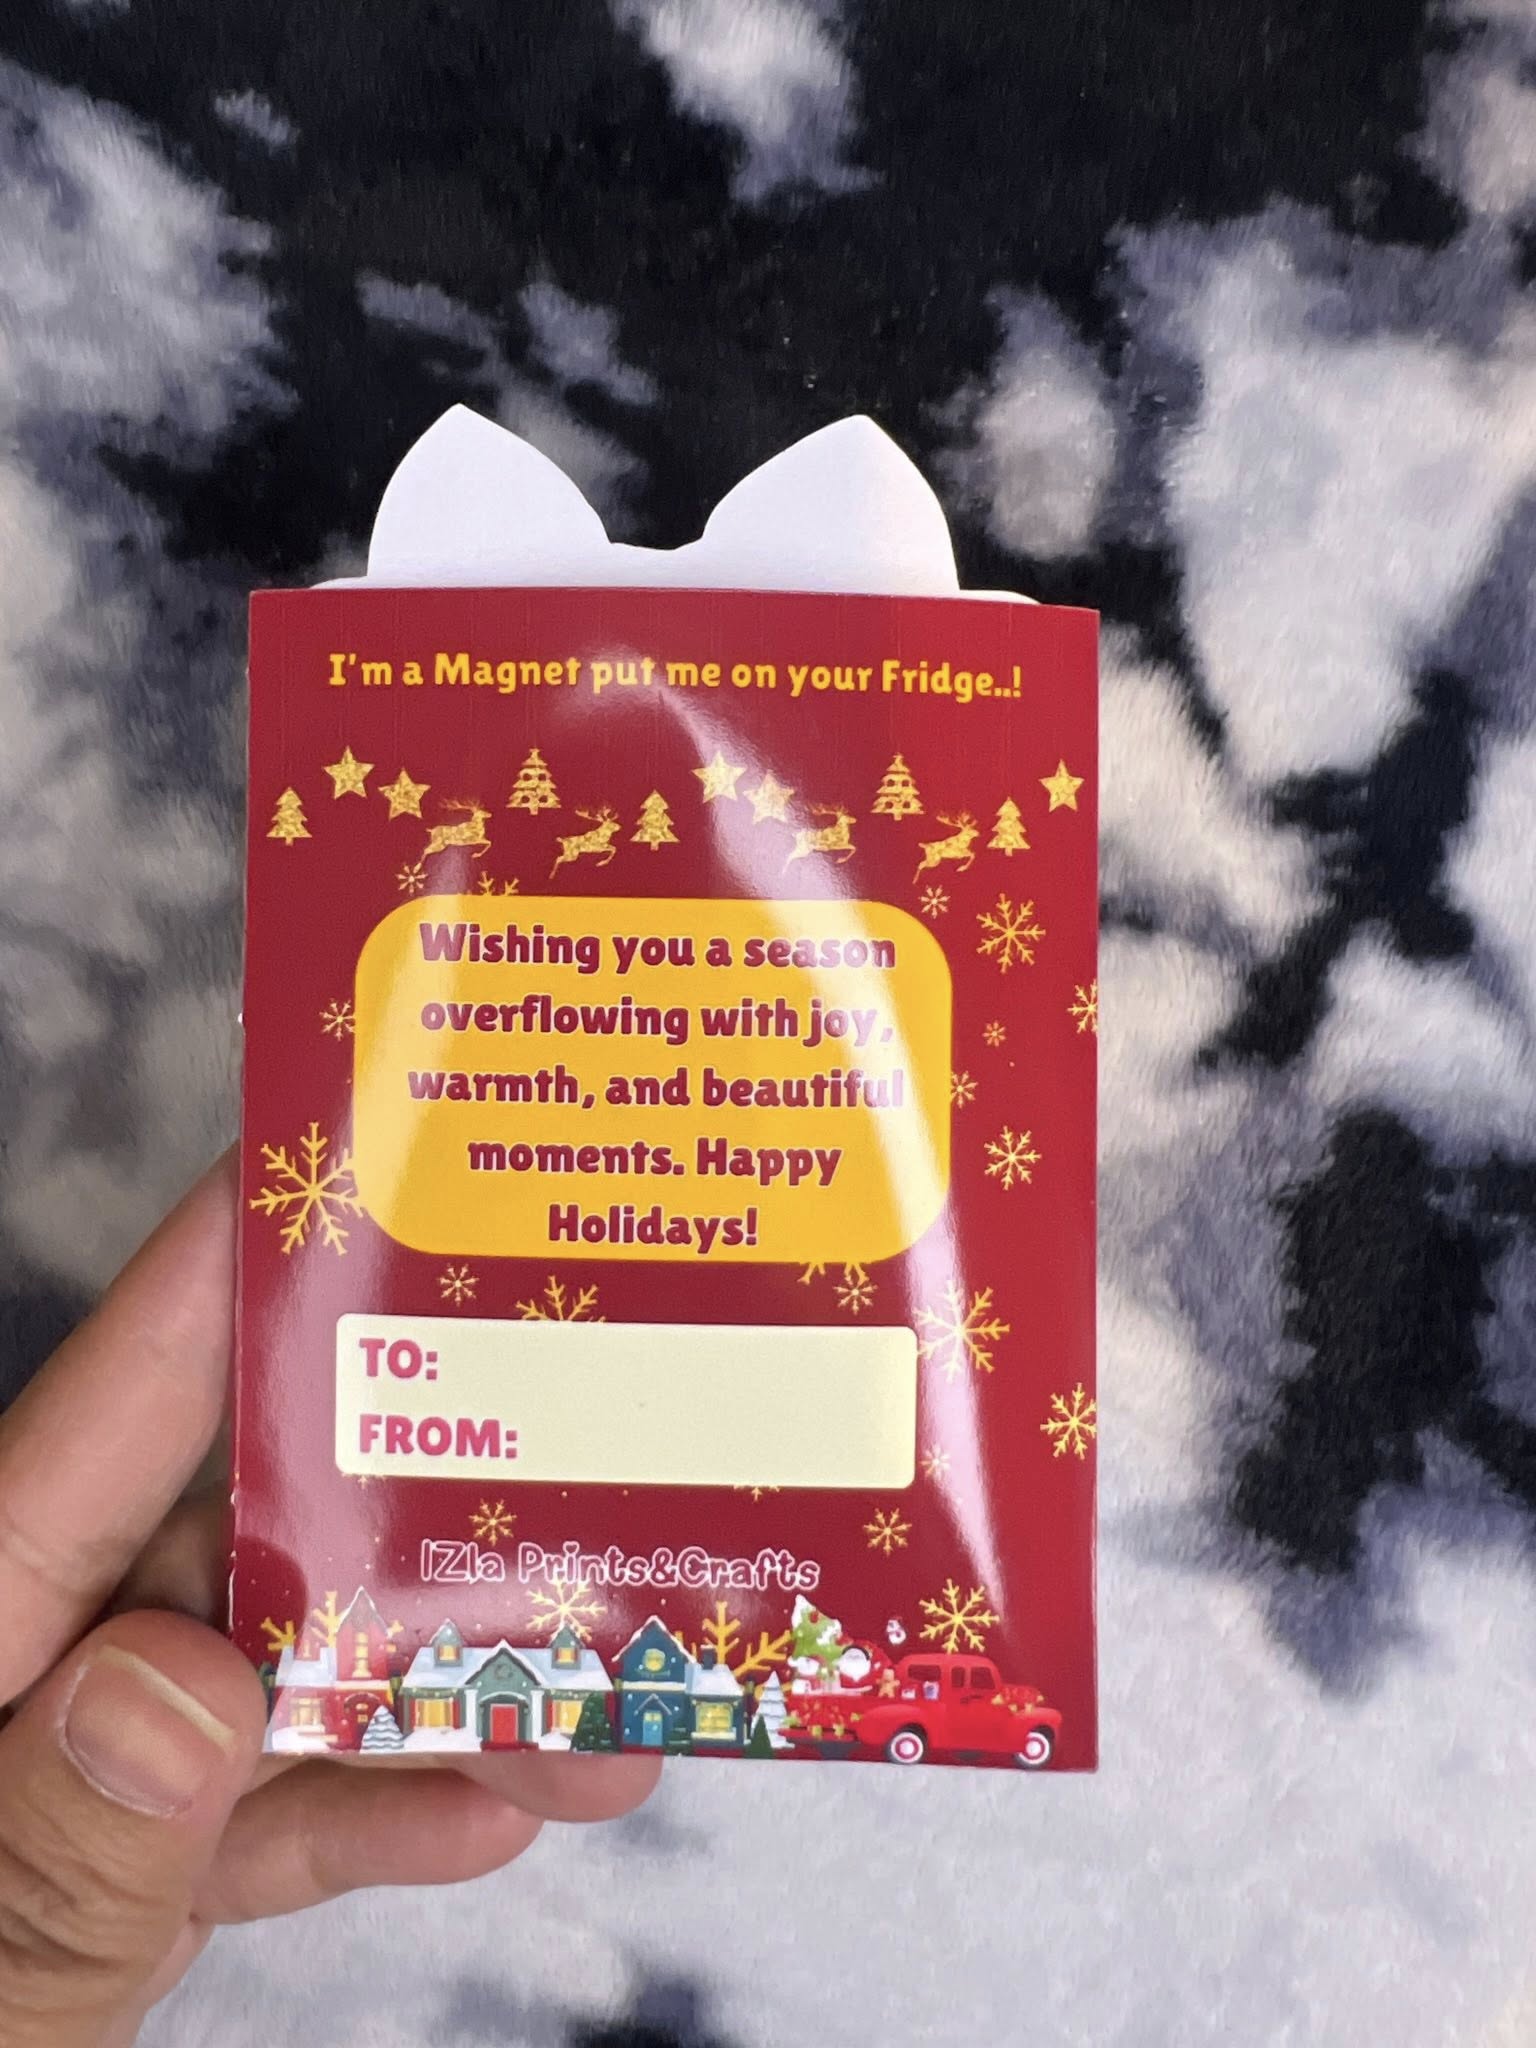 I'm a Magnet put me on your Fridge..!
Wishing you a season
overflowing with joy,
warmth, and beautiful
moments. Happy
Holidays!
TO:
FROM:
IZla Prints&Crafts